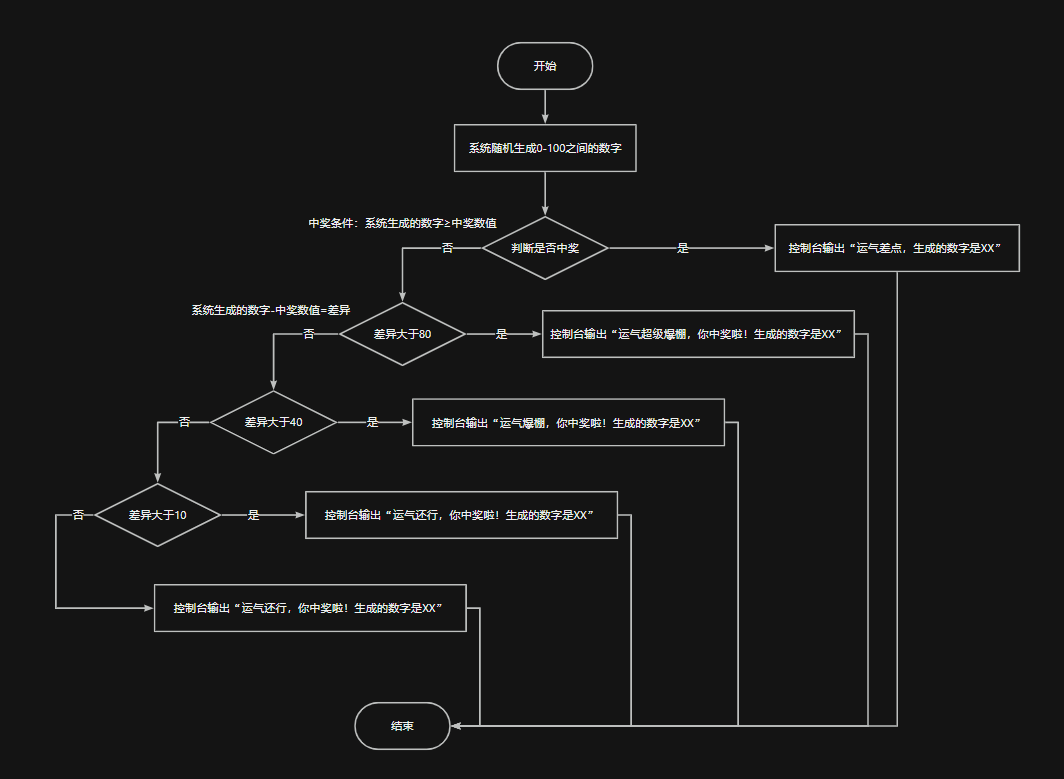 开始
系统随机生成0-100之间的数字
中奖条件：系统生成的数字≥中奖数值
否
判断是否中奖
是
控制台输出“运气差点，生成的数字是XX”
系统生成的数字-中奖数值=差异
否
差异大于80
是
控制台输出“运气超级爆棚，你中奖啦！生成的数字是XX”
否
差异大于40
是
控制台输出“运气爆棚，你中奖啦！生成的数字是XX”
否
差异大于10
是
控制台输出“运气还行，你中奖啦！生成的数字是XX”
控制台输出“运气还行，你中奖啦！生成的数字是XX”
结束